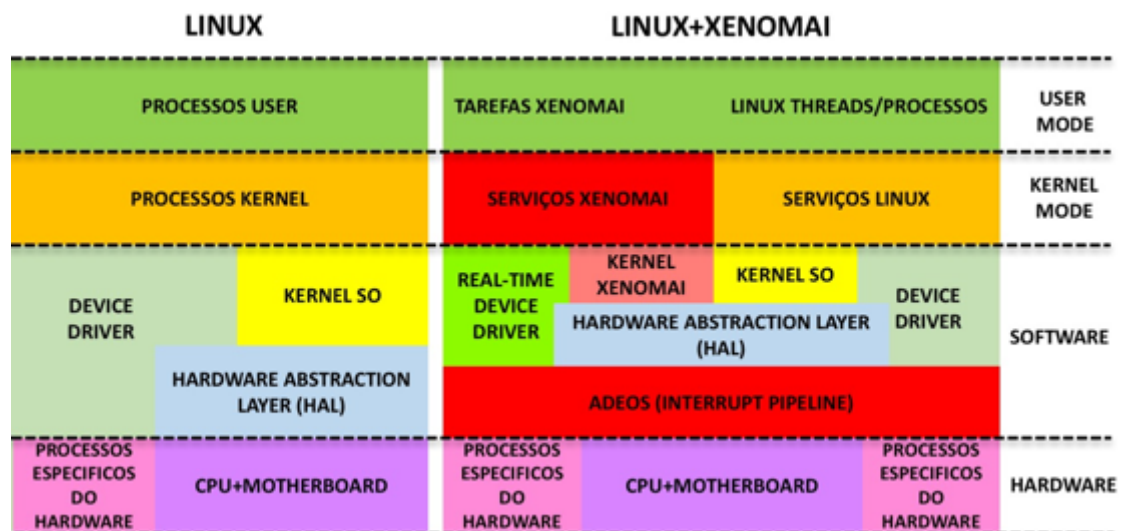 LINUX
LINUX+XENOMAI
PROCESSOS USER
TAREFAS XENOMAI
LINUX THREADS/PROCESSOS
USER
MODE
PROCESSOS KERNEL
SERVIÇOS XENOMAI
SERVIÇOS LINUX
KERNEL
MODE
DEVICE
DRIVER
KERNEL SO
HARDWARE ABSTRACTION
LAYER (HAL)
REAL-TIME
DEVICE
DRIVER
KERNEL
XENOMAI
KERNEL SO
DEVICE
DRIVER
HARDWARE ABSTRACTION LAYER
(HAL)
ADEOS (INTERRUPT PIPELINE)
SOFTWARE
PROCESSOS
ESPECIFICOS
DO
HARDWARE
CPU+MOTHERBOARD
PROCESSOS
ESPECIFICOS
DO
HARDWARE
CPU+MOTHERBOARD
PROCESSOS
ESPECIFICOS
DO
HARDWARE
HARDWARE